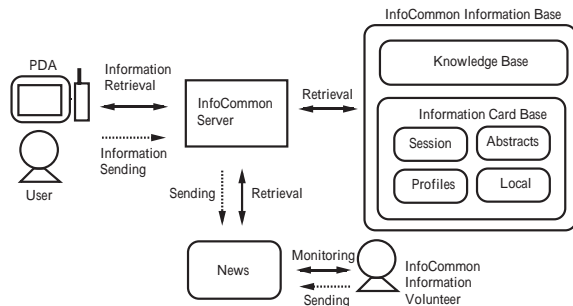 InfoCommon Information Base
PDA
Information
Retrieval
Knowledge Base
InfoCommon
Server
Retrieval
Information Card Base
Session
Abstracts
Information
Sending
User
Profiles
Local
Sending
Retrieval
News
Monitoring
Sending
InfoCommon
Information
Volunteer